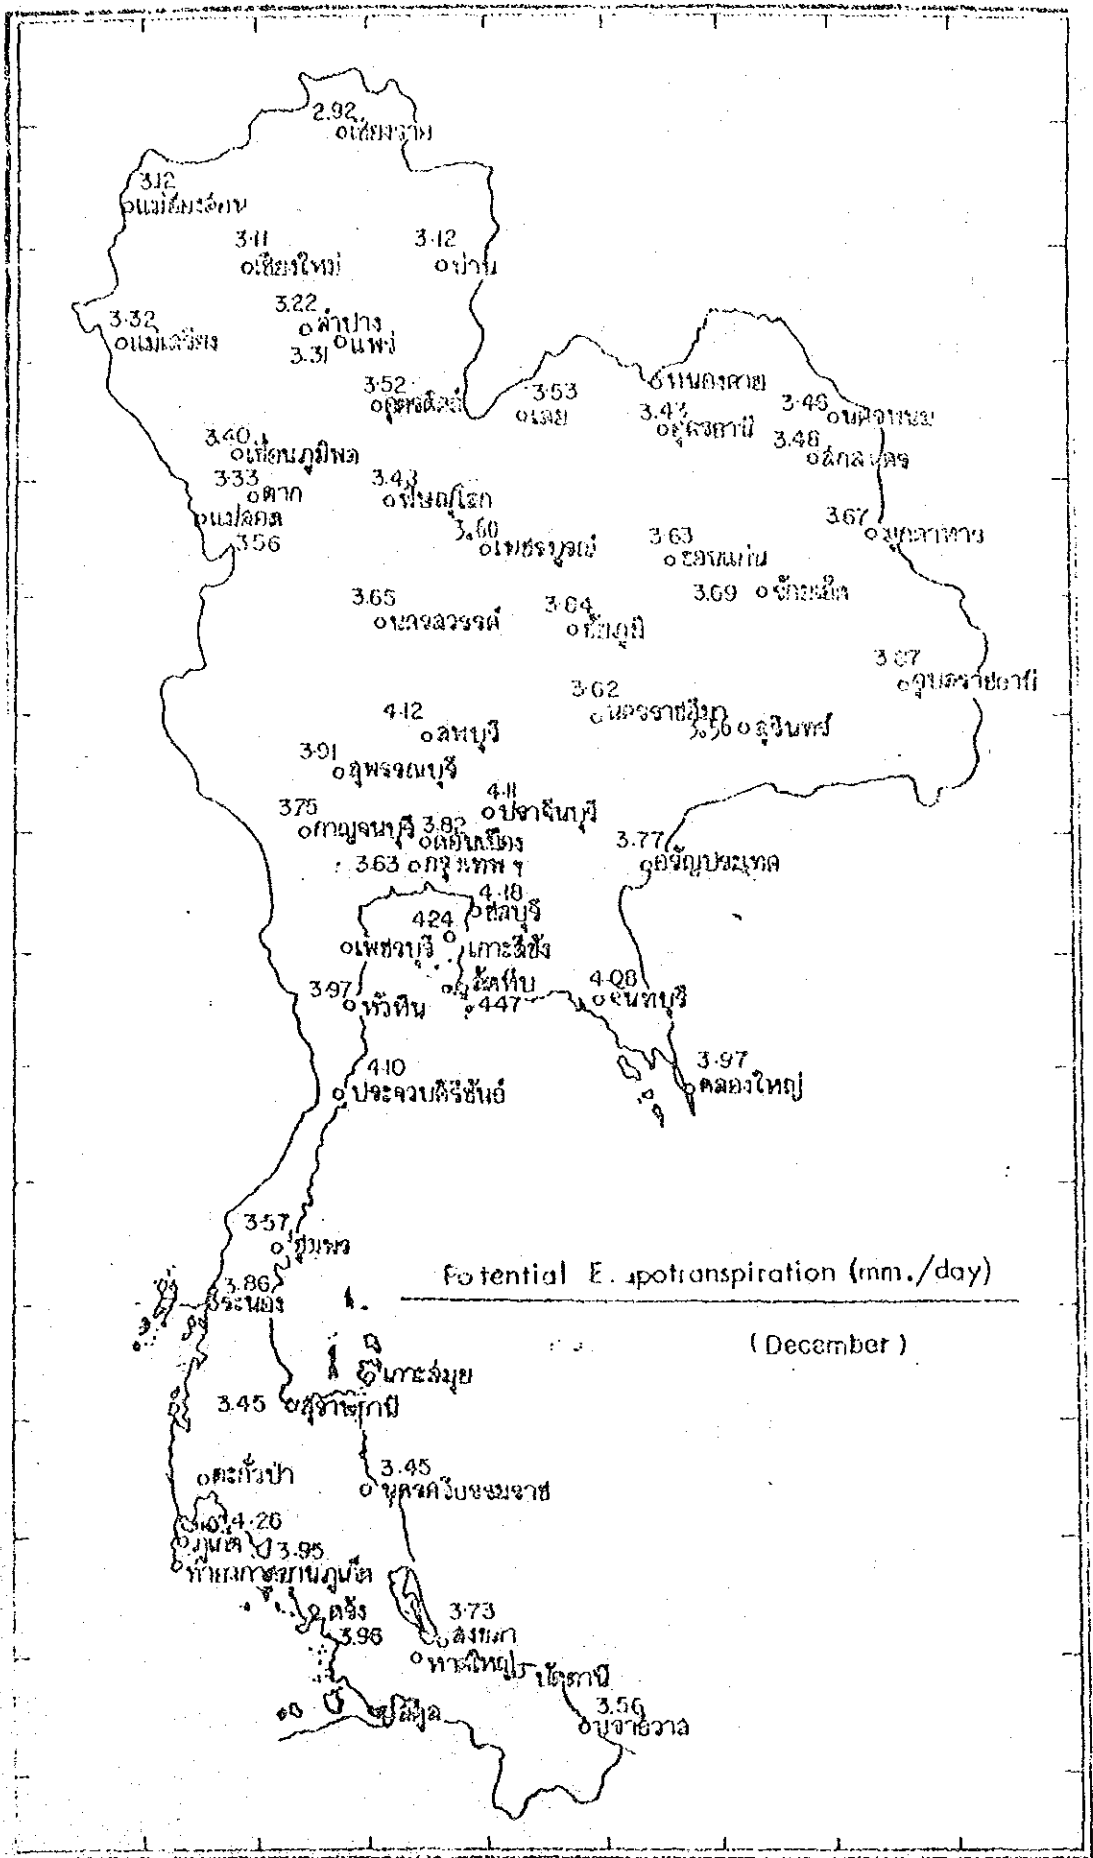 2.92
เชียงราย
3.12
แม่ฮ่องสอน
3.11
เชียงใหม่
3.12
น่าน
3.22
ลำปาง
3.32
แม่เสรียง
3.31
แพร่
3.52
อุตรดิตถ์
3.53
เลย
หนองคาย
3.43
อุดรธานี
3.46
นครพนม
3.48
สกลนคร
3.40
เขื่อนภูมิพล
3.33
ตาก
แม่สอด
3.56
3.43
พิษณุโลก
3.60
เพชรบูรณ์
3.63
ขอนแก่น
3.67
มุกดาหาร
3.69
ร้อยเอ็ด
3.65
นครสวรรค์
3.84
ชัยภูมิ
3.87
อุบลราชธานี
3.62
นครราชสีมา
3.56
สุรินทร์
4.12
ลพบุรี
3.91
สุพรรณบุรี
4.11
ปราจีนบุรี
3.75
กาญจนบุรี
3.82
ดอนเมือง
3.63
กรุงเทพฯ
3.77
อรัญประเทศ
4.18
ชลบุรี
4.24
เกาะสีชัง
เพชรบุรี
สัตหีบ
4.47
4.08
จันทบุรี
3.97
หัวหิน
3.97
คลองใหญ่
4.10
ประจวบคีรีขันธ์
3.57
ชุมพร
Potential E. apotranspiration (mm./day)
(December)
3.86
ระนอง
เกาะสมุย
3.45
สุราษฎร์ธานี
ตะกั่วป่า
3.45
นครศรีธรรมราช
4.26
ภูเก็ต
3.95
ท่าอากาศยานภูเก็ต
ตรัง
3.96
3.73
สงขลา
หาดใหญ่
ปัตตานี
สตูล
3.56
นราธิวาส